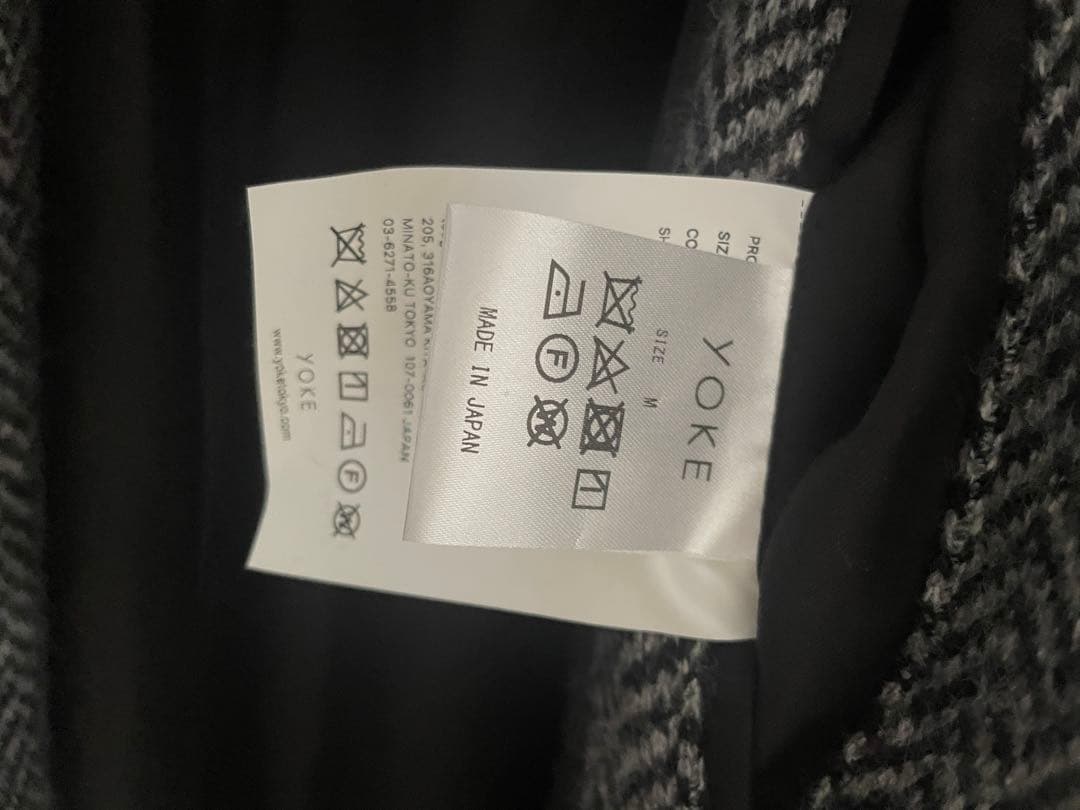 YOKE
SIZE M
F
W
MADE IN JAPAN
205, 316AOYAMA
MINATO-KU TOKYO 107-0061 JAPAN
03-6271-4558
F
W
YOKE
www.yoketokyo.com